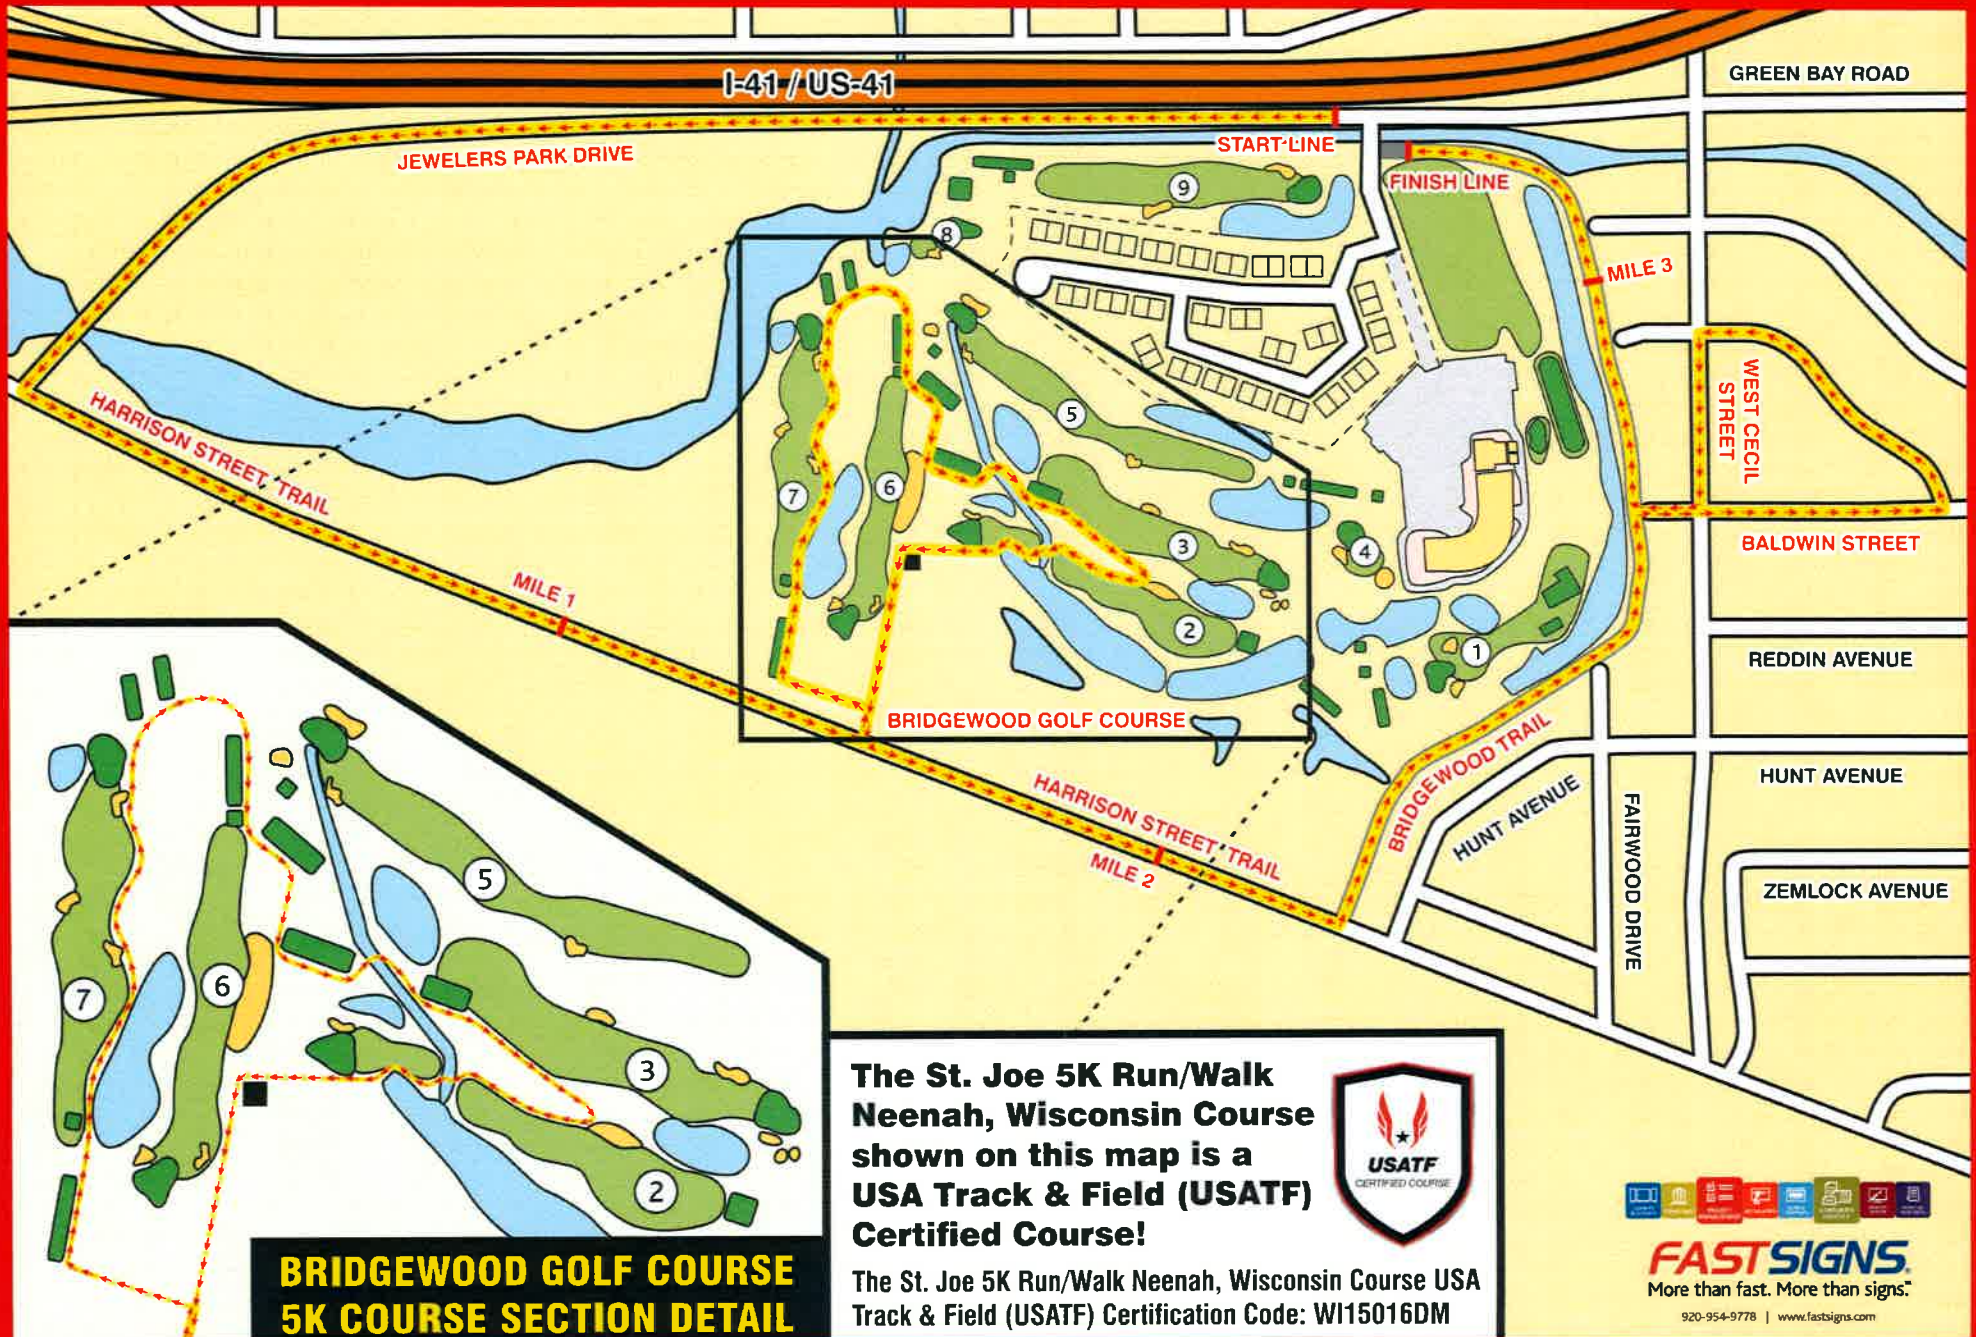 I-41 / US-41
GREEN BAY ROAD
JEWELERS PARK DRIVE
START LINE
FINISH LINE
9
8
MILE 3
HARRISON STREET TRAIL
WEST CECIL
STREET
5
7
6
3
4
2
1
BALDWIN STREET
MILE 1
REDDIN AVENUE
BRIDGEWOOD GOLF COURSE
BRIDGEWOOD TRAIL
HUNT AVENUE
HUNT AVENUE
FAIRWOOD DRIVE
HARRISON STREET TRAIL
MILE 2
ZEMLOCK AVENUE
5
7
6
3
2
BRIDGEWOOD GOLF COURSE
5K COURSE SECTION DETAIL
The St. Joe 5K Run/Walk
Neenah, Wisconsin Course
shown on this map is a
USA Track & Field (USATF)
Certified Course!
USATF
CERTIFIED COURSE
The St. Joe 5K Run/Walk Neenah, Wisconsin Course USA
Track & Field (USATF) Certification Code: WI15016DM
FASTSIGNS.
More than fast. More than signs.™
920-954-9778 | www.fastsigns.com